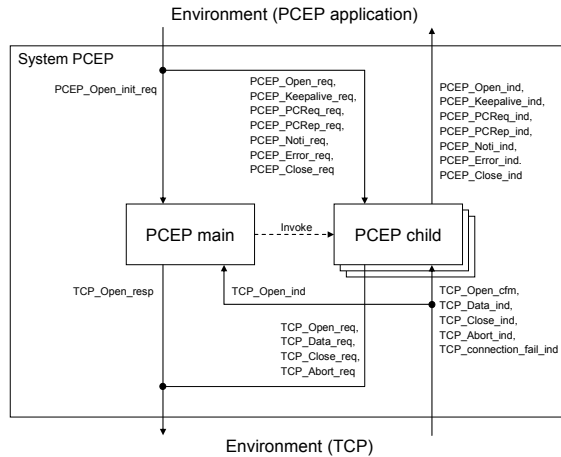 Environment (PCEP application)
System PCEP
PCEP_Open_init_req
PCEP_Open_req,
PCEP_Keepalive_req,
PCEP_PCReq_req,
PCEP_PCRep_req,
PCEP_Noti_req,
PCEP_Error_req,
PCEP_Close_req
PCEP_Open_ind,
PCEP_Keepalive_ind,
PCEP_PCReq_ind,
PCEP_PCRep_ind,
PCEP_Noti_ind,
PCEP_Error_ind.
PCEP_Close_ind
PCEP main
Invoke
PCEP child
TCP_Open_resp
TCP_Open_ind
TCP_Open_req,
TCP_Data_req,
TCP_Close_req,
TCP_Abort_req
TCP_Open_cfm,
TCP_Data_ind,
TCP_Close_ind,
TCP_Abort_ind,
TCP_connection_fail_ind
Environment (TCP)